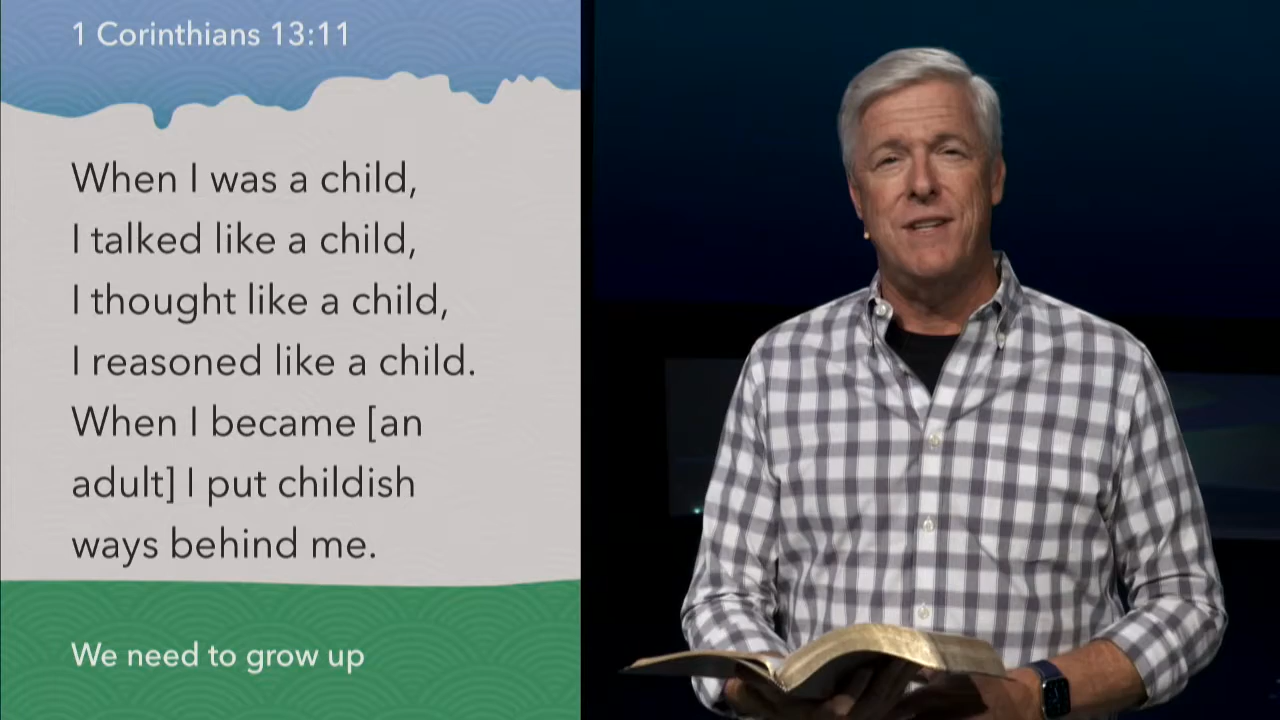 1 Corinthians 13:11
When I was a child,
I talked like a child,
I thought like a child,
I reasoned like a child.
When I became [an
adult] I put childish
ways behind me.
We need to grow up